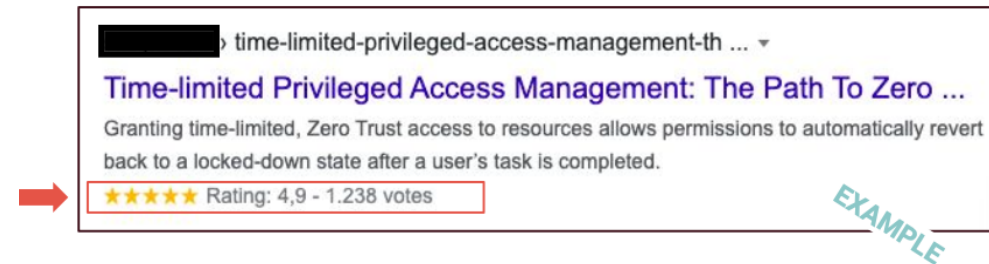 › time-limited-privileged-access-management-th ...
Time-limited Privileged Access Management: The Path To Zero ...
Granting time-limited, Zero Trust access to resources allows permissions to automatically revert
back to a locked-down state after a user's task is completed.
★★★★★ Rating: 4,9 - 1.238 votes
EXAMPLE